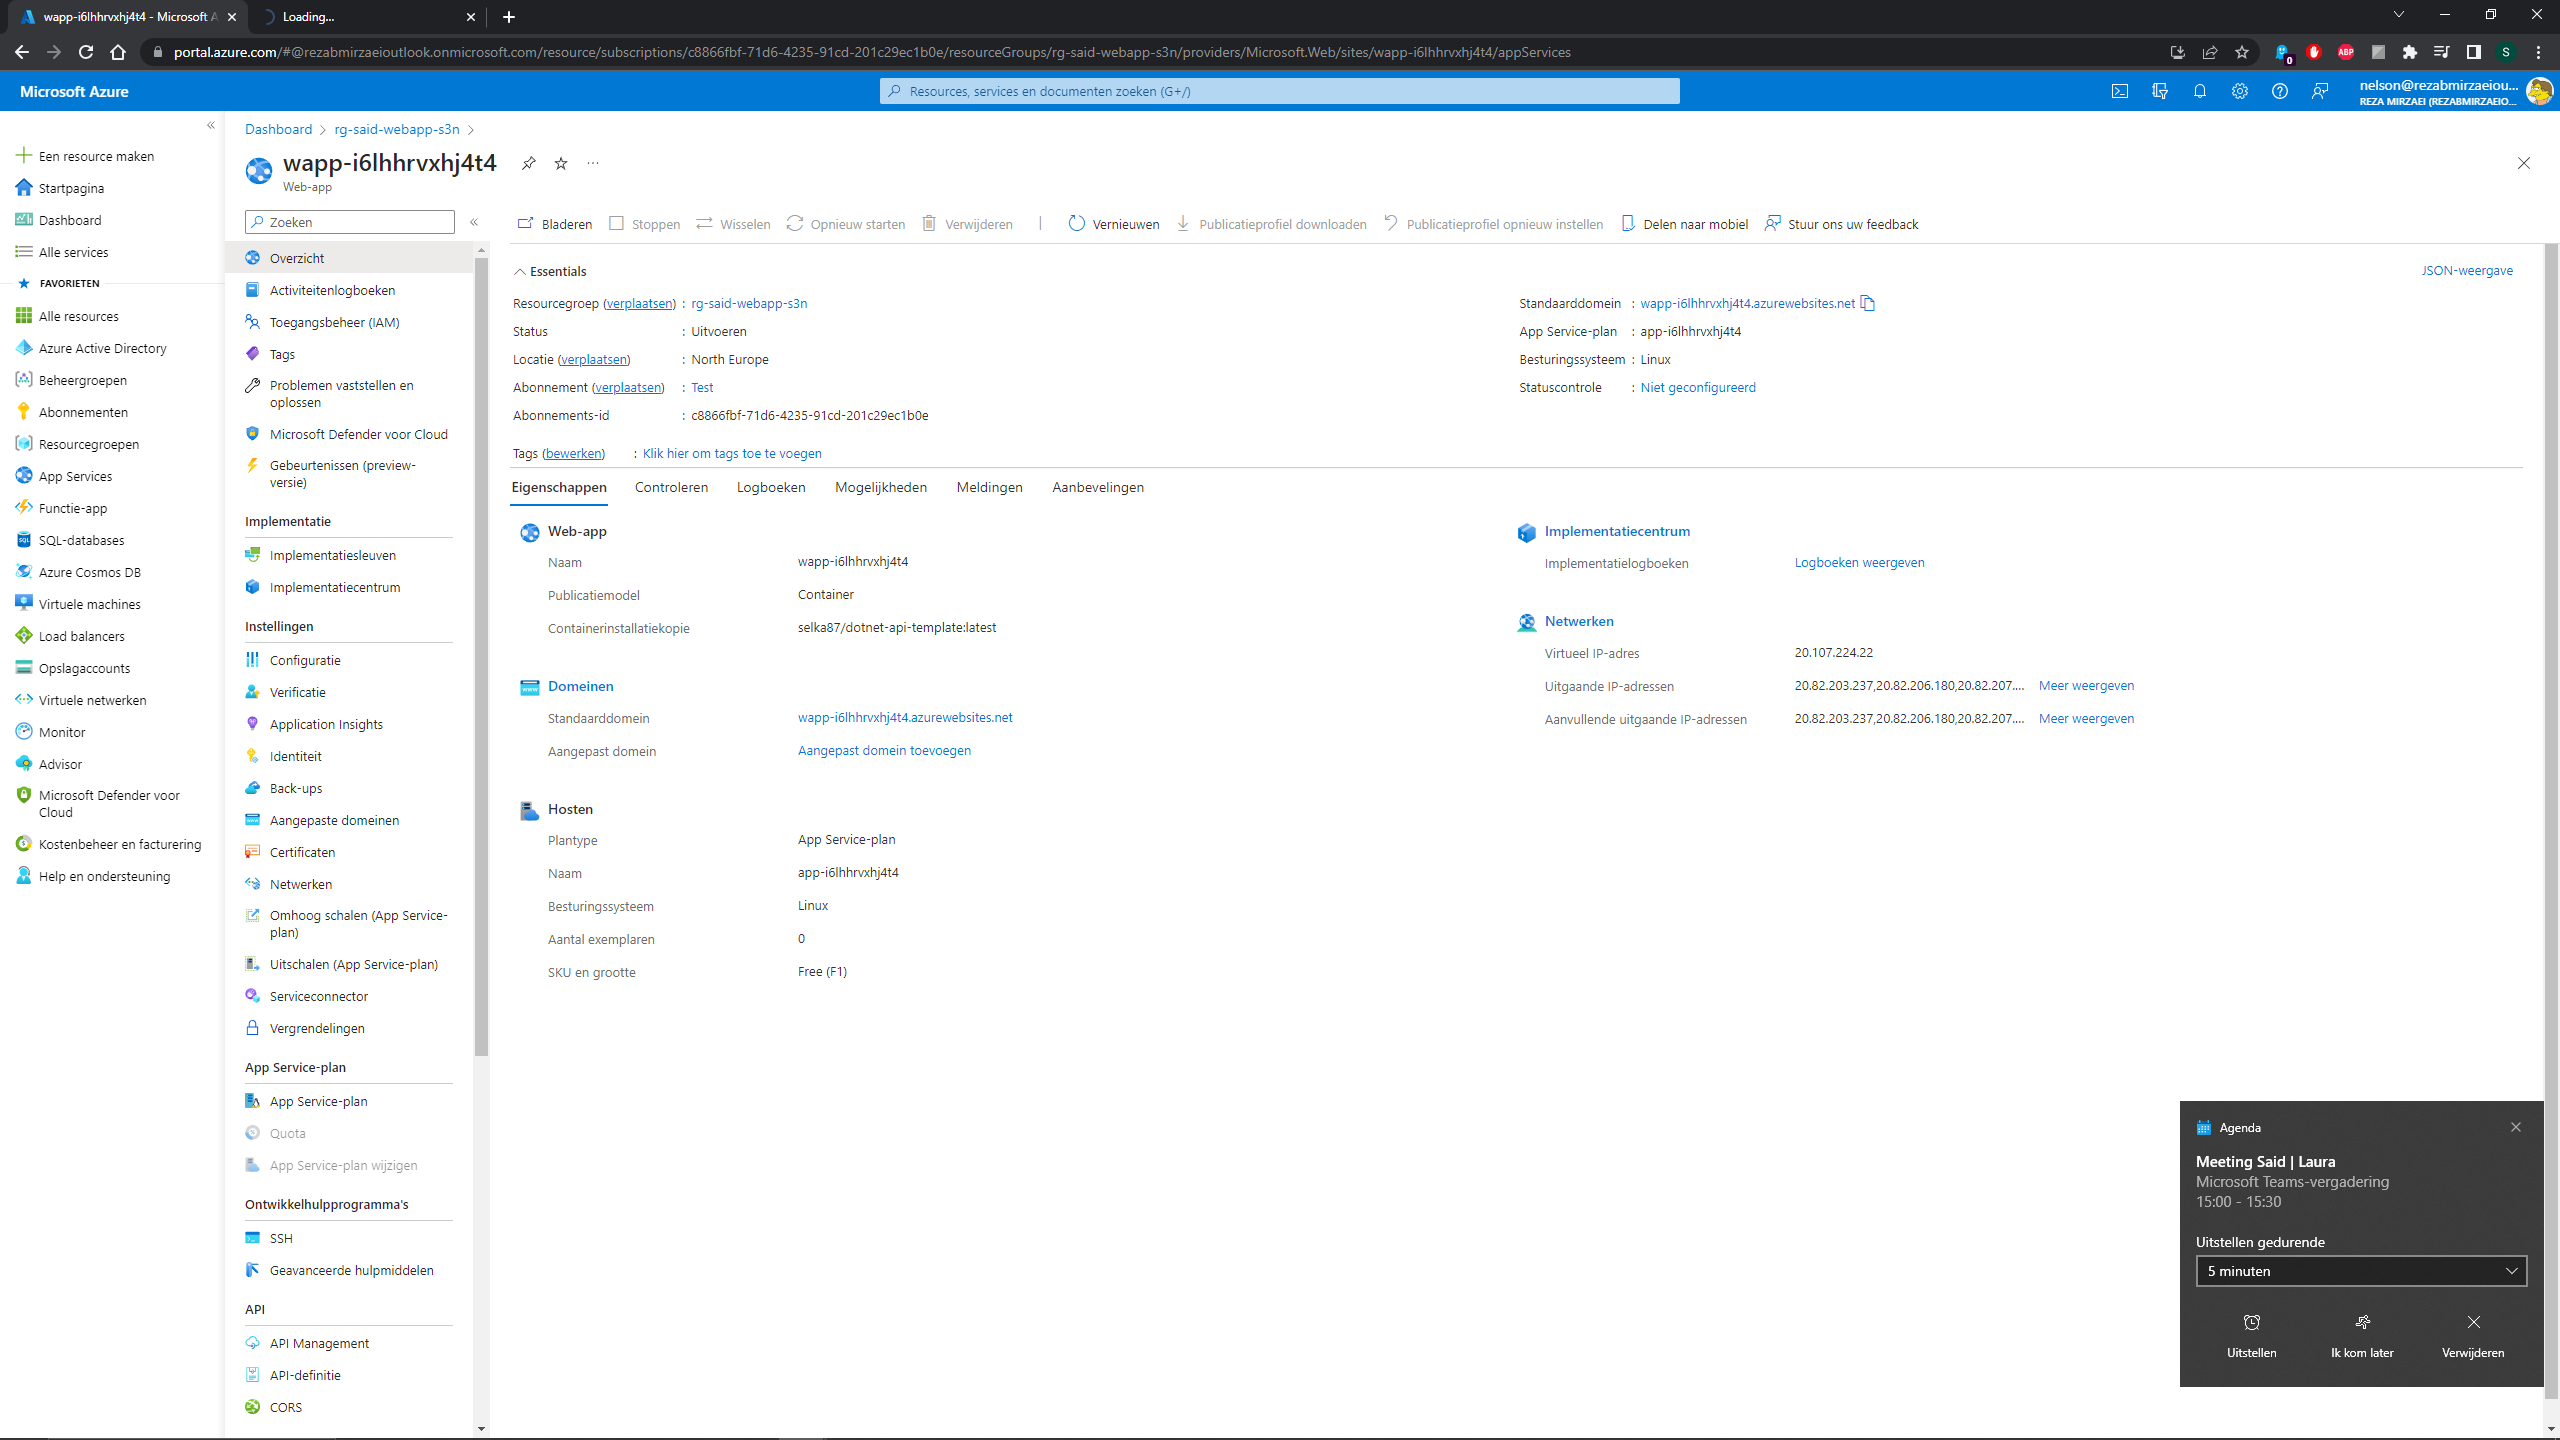 wapp-i6lhhrvxhj4t4 - Microsoft A
Loading...
portal.azure.com/#@rezabmirzaeioutlook.onmicrosoft.com/resource/subscriptions/c8866fbf-71d6-4235-91cd-201c29ec1b0e/resourceGroups/rg-said-webapp-s3n/providers/Microsoft.Web/sites/wapp-i6lhhrvxhj4t4/appServices
Microsoft Azure
Resources, services en documenten zoeken (G+/)
nelson@rezabmirzaeiou...
REZA MIRZAEI (REZABMIRZAEIO...
Een resource maken
Startpagina
Dashboard
Alle services
FAVORIETEN
Alle resources
Azure Active Directory
Beheergroepen
Abonnementen
Resourcegroepen
App Services
Functie-app
SQL-databases
Azure Cosmos DB
Virtuele machines
Load balancers
Opslagaccounts
Virtuele netwerken
Monitor
Advisor
Microsoft Defender voor
Cloud
Kostenbeheer en facturering
Help en ondersteuning
Dashboard > rg-said-webapp-s3n >
wapp-i6lhhrvxhj4t4
Web-app
Zoeken
Overzicht
Activiteitenlogboeken
Toegangsbeheer (IAM)
Tags
Problemen vaststellen en
oplossen
Microsoft Defender voor Cloud
Gebeurtenissen (preview-
versie)
Implementatie
Implementatiesleuven
Implementatiecentrum
Instellingen
Configuratie
Verificatie
Application Insights
Identiteit
Back-ups
Aangepaste domeinen
Certificaten
Netwerken
Omhoog schalen (App Service-
plan)
Uitschalen (App Service-plan)
Serviceconnector
Vergrendelingen
App Service-plan
App Service-plan
Quota
App Service-plan wijzigen
Ontwikkelhulpprogramma's
SSH
Geavanceerde hulpmiddelen
API
API Management
API-definitie
CORS
Bladeren Stoppen Wisselen Opnieuw starten Verwijderen | Vernieuwen Publicatieprofiel downloaden Publicatieprofiel opnieuw instellen Delen naar mobiel Stuur ons uw feedback
Essentials
JSON-weergave
Resourcegroep (verplaatsen) : rg-said-webapp-s3n
Status : Uitvoeren
Locatie (verplaatsen) : North Europe
Abonnement (verplaatsen) : Test
Abonnements-id : c8866fbf-71d6-4235-91cd-201c29ec1b0e
Standaarddomein : wapp-i6lhhrvxhj4t4.azurewebsites.net
App Service-plan : app-i6lhhrvxhj4t4
Besturingssysteem : Linux
Statuscontrole : Niet geconfigureerd
Tags (bewerken) : Klik hier om tags toe te voegen
Eigenschappen Controleren Logboeken Mogelijkheden Meldingen Aanbevelingen
Web-app
Naam wapp-i6lhhrvxhj4t4
Publicatiemodel Container
Containerinstallatiekopie selka87/dotnet-api-template:latest
Domeinen
Standaarddomein wapp-i6lhhrvxhj4t4.azurewebsites.net
Aangepast domein Aangepast domein toevoegen
Hosten
Plantype App Service-plan
Naam app-i6lhhrvxhj4t4
Besturingssysteem Linux
Aantal exemplaren 0
SKU en grootte Free (F1)
Implementatiecentrum
Implementatielogboeken Logboeken weergeven
Netwerken
Virtueel IP-adres 20.107.224.22
Uitgaande IP-adressen 20.82.203.237,20.82.206.180,20.82.207.... Meer weergeven
Aanvullende uitgaande IP-adressen 20.82.203.237,20.82.206.180,20.82.207.... Meer weergeven
Agenda
Meeting Said | Laura
Microsoft Teams-vergadering
15:00 - 15:30
Uitstellen gedurende
5 minuten
Uitstellen Ik kom later Verwijderen